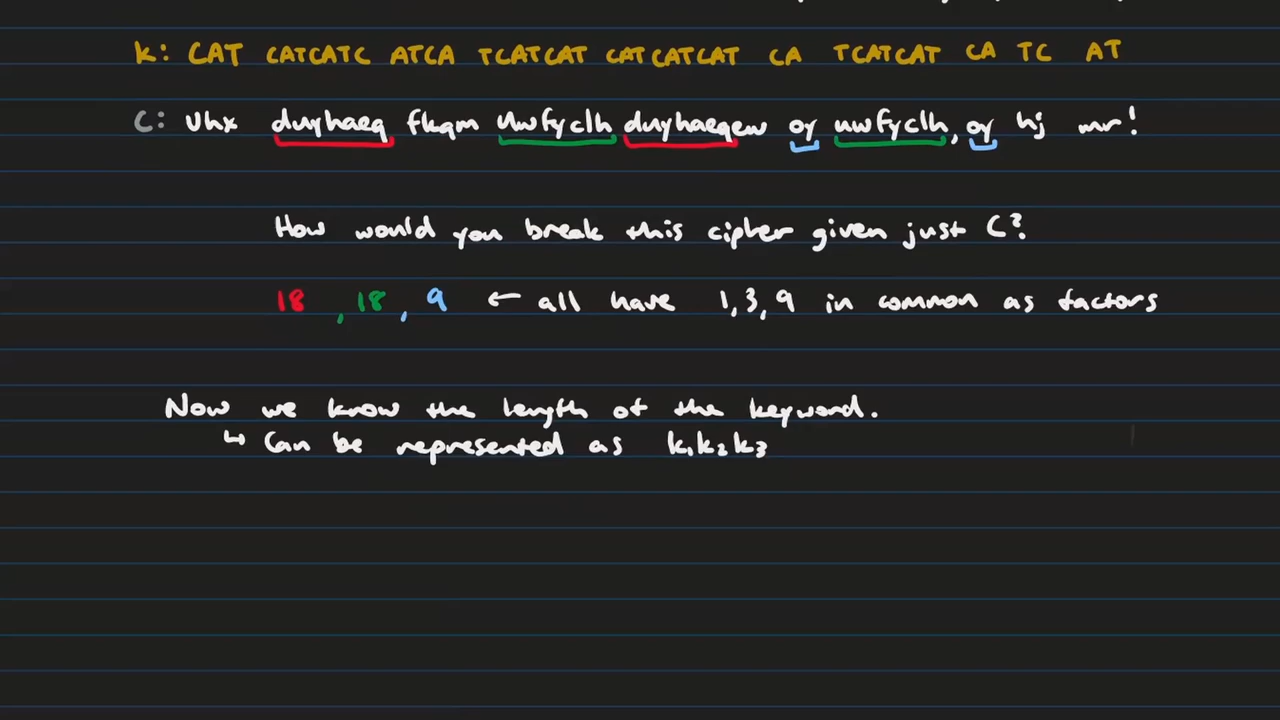 K: CAT CATCATC ATCA TCATCAT CATCATCAT CA TCATCAT CA TC AT
C: Vhx duyhaeq fkqm Uwfyclh duyhaeqew oy uwfyclh, oy hj mr!
How would you break this cipher given just C?
18, 18, 9 ← all have 1, 3, 9 in common as factors
Now we know the length of the keyword.
↳ Can be represented as k₁k₂k₃